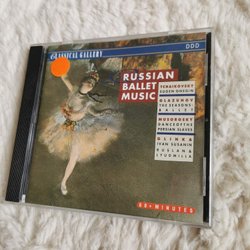 CLASSICAL GALLERY
DDD
RUSSIAN
BALLET
MUSIC
TCHAIKOVSKY
EUGEN ONEGIN
GLAZUNOV
THE SEASONS
BALLET
MUSORGSKY
DANCE OF THE
PERSIAN SLAVES
GLINKA
IVAN SUSANIN
RUSLAN &
LYUDMILLA
60+ MINUTES